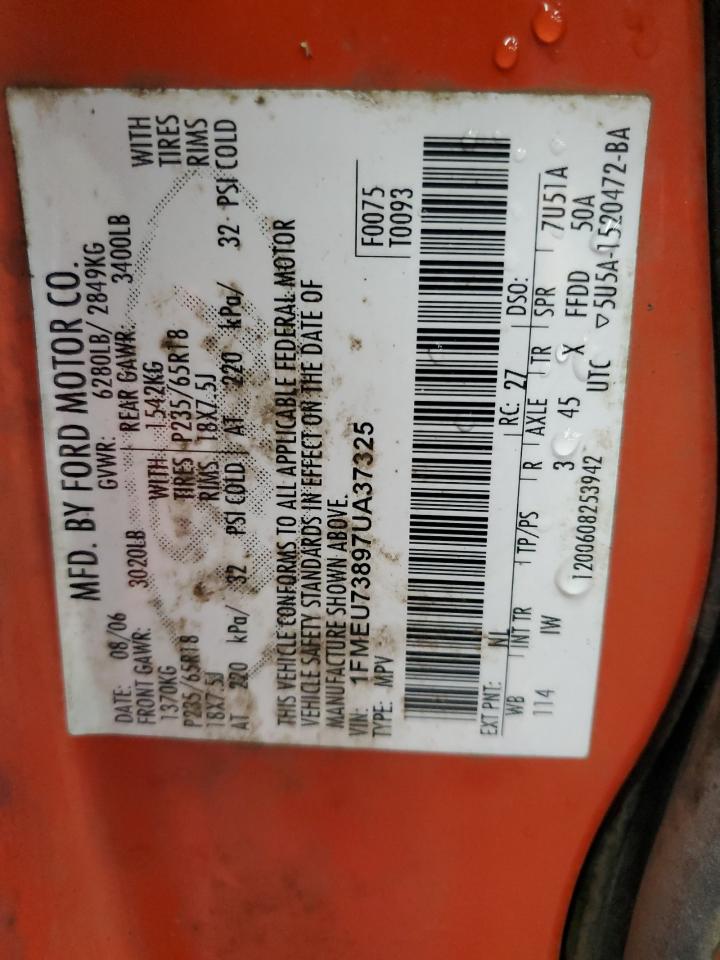 MFD. BY FORD MOTOR CO.
DATE: 08/06 GVWR: 6280LB/ 2849KG
FRONT GAWR: 3020LB REAR GAWR: 3400LB
1370KG WITH 1542KG WITH
P235/65R18 TIRES P235/65R18 TIRES
18X7.5J RIMS 18X7.5J RIMS
AT 220 kPa/ 32 PSI COLD AT 220 kPa/ 32 PSI COLD
THIS VEHICLE CONFORMS TO ALL APPLICABLE FEDERAL MOTOR
VEHICLE SAFETY STANDARDS IN EFFECT ON THE DATE OF
MANUFACTURE SHOWN ABOVE.
VIN: 1FMEU73897UA37325 F0075
TYPE: MPV T0093
EXT PNT: NL RC: 27 DSO:
WB INT TR TP/PS R AXLE TR SPR 7U51A
114 IW 3 45 X FFDD 50A
UTC ▽5U5A-1520472-BA
1200608253942